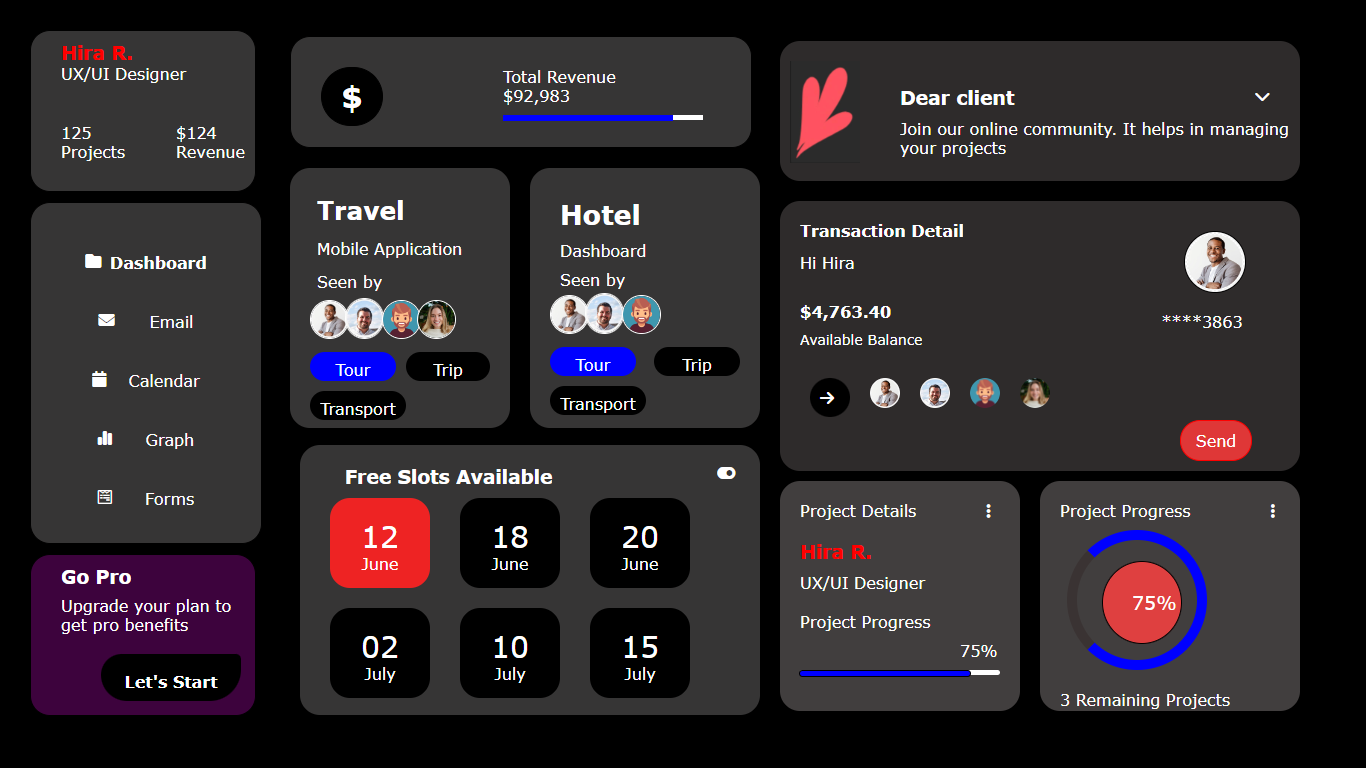 Hira R.
UX/UI Designer
125
Projects
$124
Revenue
Dashboard
Email
Calendar
Graph
Forms
Go Pro
Upgrade your plan to
get pro benefits
Let's Start
$
Total Revenue
$92,983
Travel
Mobile Application
Seen by
Tour
Trip
Transport
Hotel
Dashboard
Seen by
Tour
Trip
Transport
Free Slots Available
12
June
18
June
20
June
02
July
10
July
15
July
Dear client
Join our online community. It helps in managing
your projects
Transaction Detail
Hi Hira
$4,763.40
Available Balance
****3863
Send
Project Details
Hira R.
UX/UI Designer
Project Progress
75%
Project Progress
75%
3 Remaining Projects